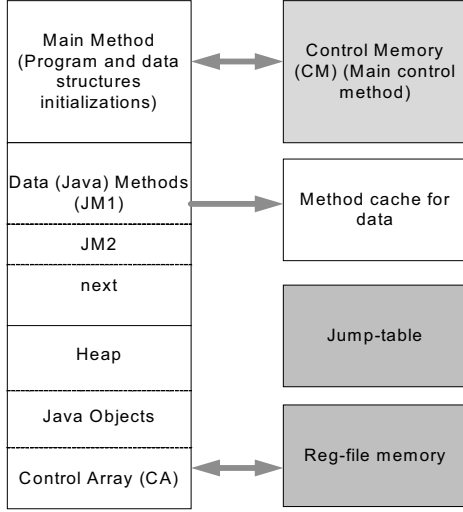 Main Method
(Program and data
structures
initializations)
Data (Java) Methods
(JM1)
JM2
next
Heap
Java Objects
Control Array (CA)
Control Memory
(CM) (Main control
method)
Method cache for
data
Jump-table
Reg-file memory